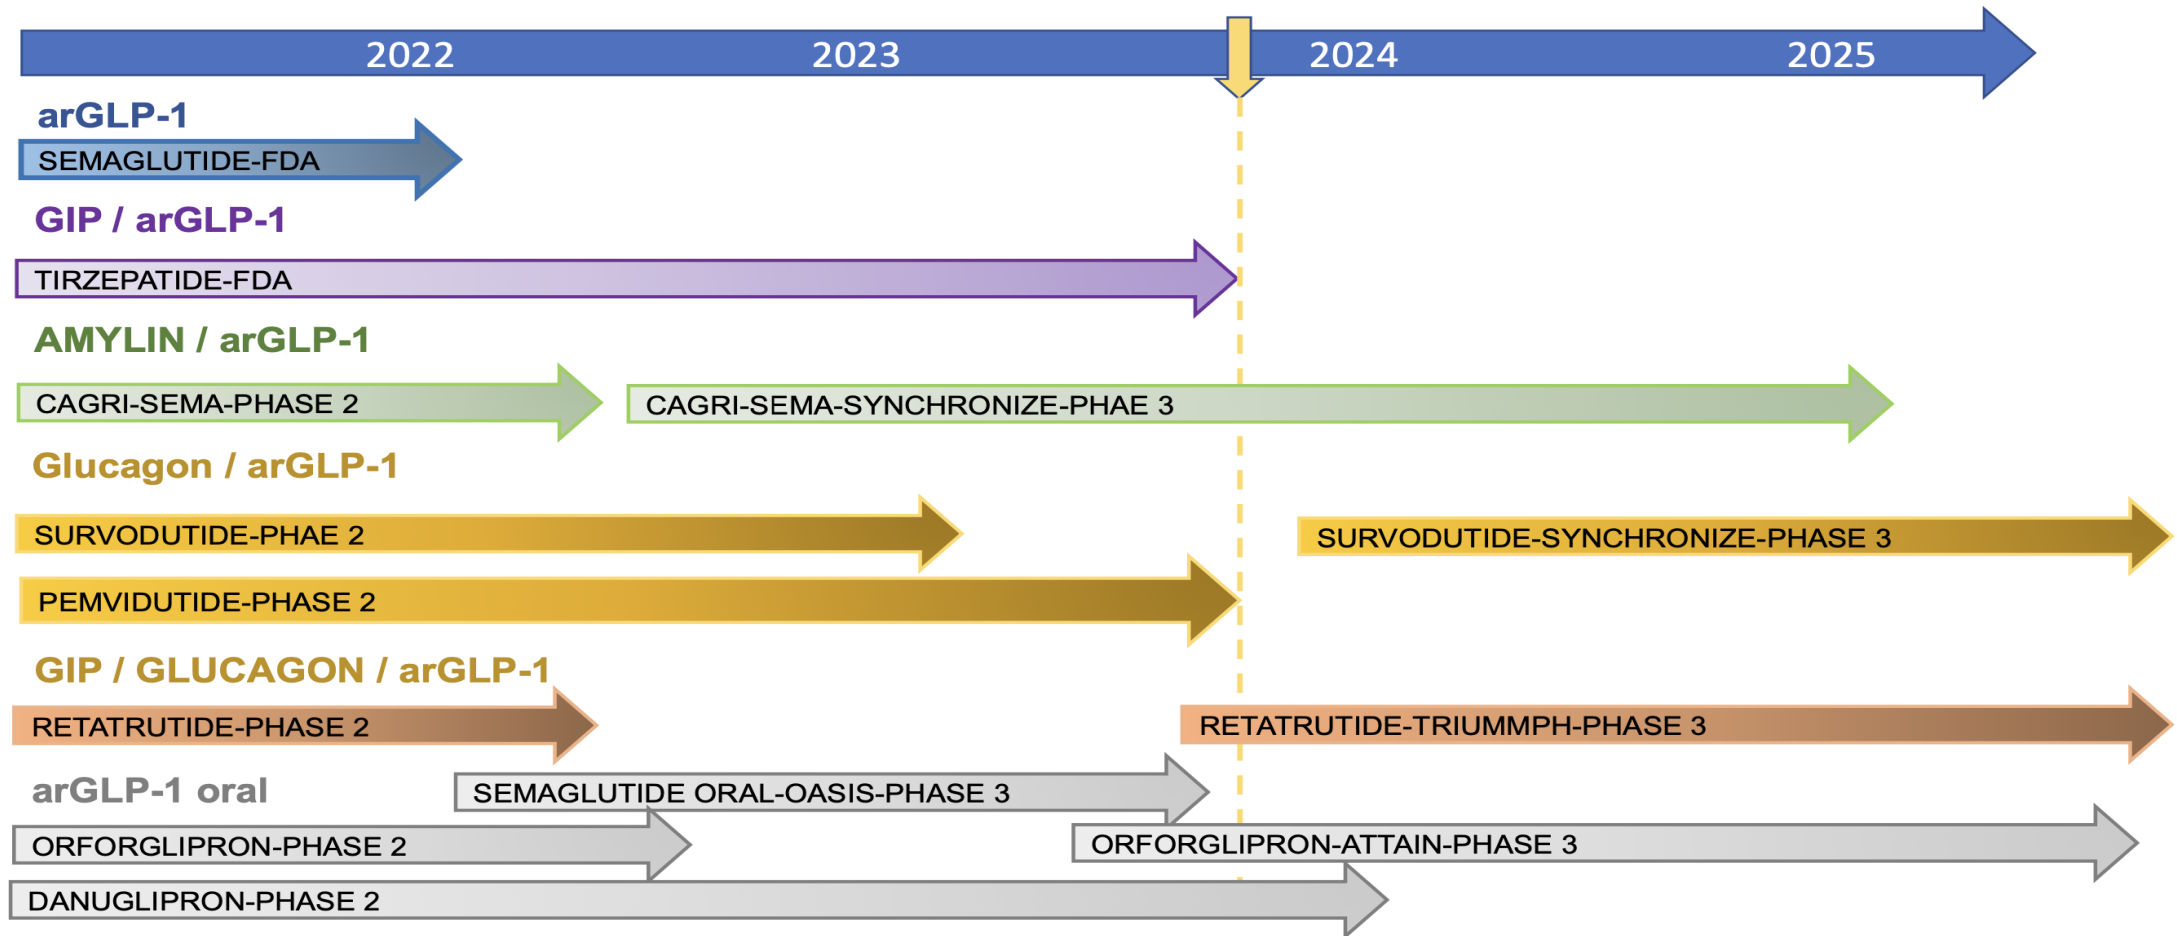 2022 2023 2024 2025
arGLP-1
SEMAGLUTIDE-FDA
GIP / arGLP-1
TIRZEPATIDE-FDA
AMYLIN / arGLP-1
CAGRI-SEMA-PHASE 2
CAGRI-SEMA-SYNCHRONIZE-PHAE 3
Glucagon / arGLP-1
SURVODUTIDE-PHAE 2
SURVODUTIDE-SYNCHRONIZE-PHASE 3
PEMVIDUTIDE-PHASE 2
GIP / GLUCAGON / arGLP-1
RETATRUTIDE-PHASE 2
RETATRUTIDE-TRIUMMPH-PHASE 3
arGLP-1 oral
SEMAGLUTIDE ORAL-OASIS-PHASE 3
ORFORGLIPRON-PHASE 2
ORFORGLIPRON-ATTAIN-PHASE 3
DANUGLIPRON-PHASE 2